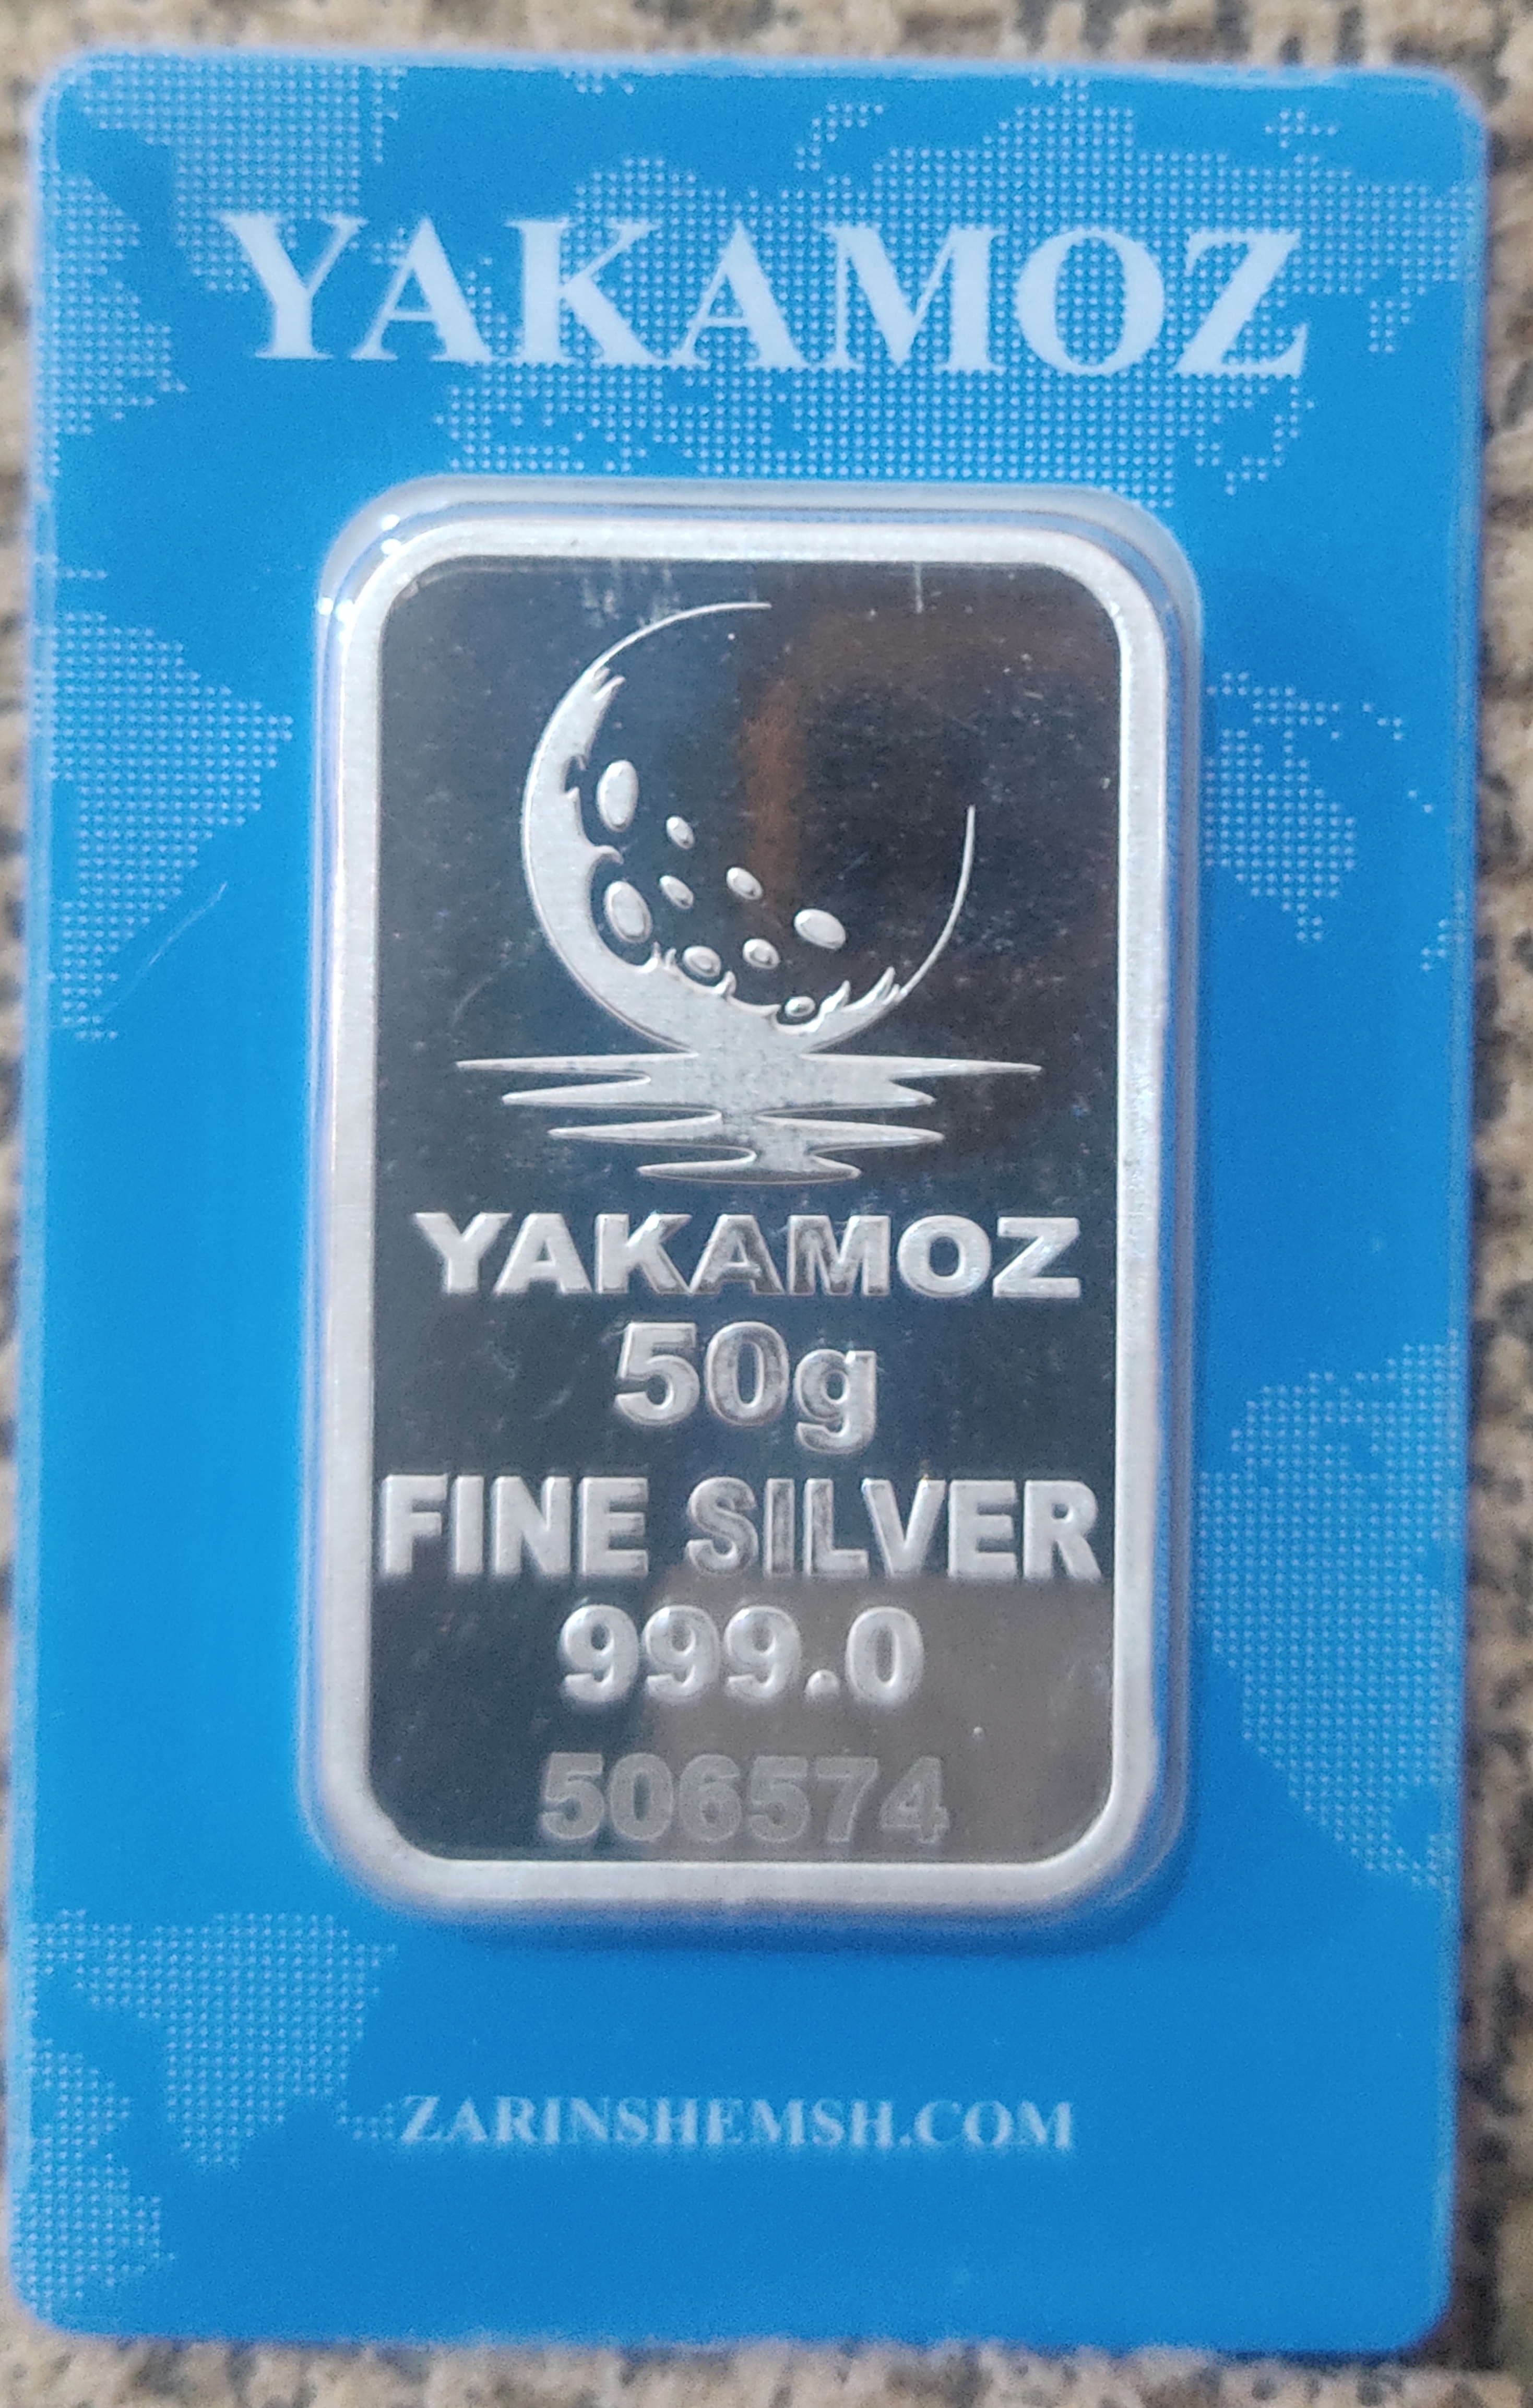 YAKAMOZ
YAKAMOZ
50g
FINE SILVER
999.0
506574
ZARINSHEMSH.COM